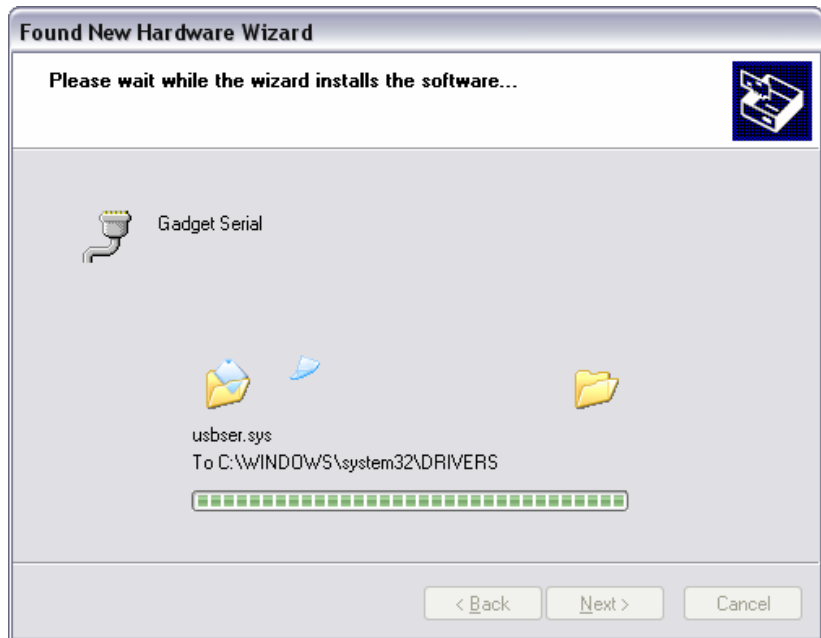 Found New Hardware Wizard
Please wait while the wizard installs the software...
Gadget Serial
usbser.sys
To C:\WINDOWS\system32\DRIVERS
< Back
Next >
Cancel